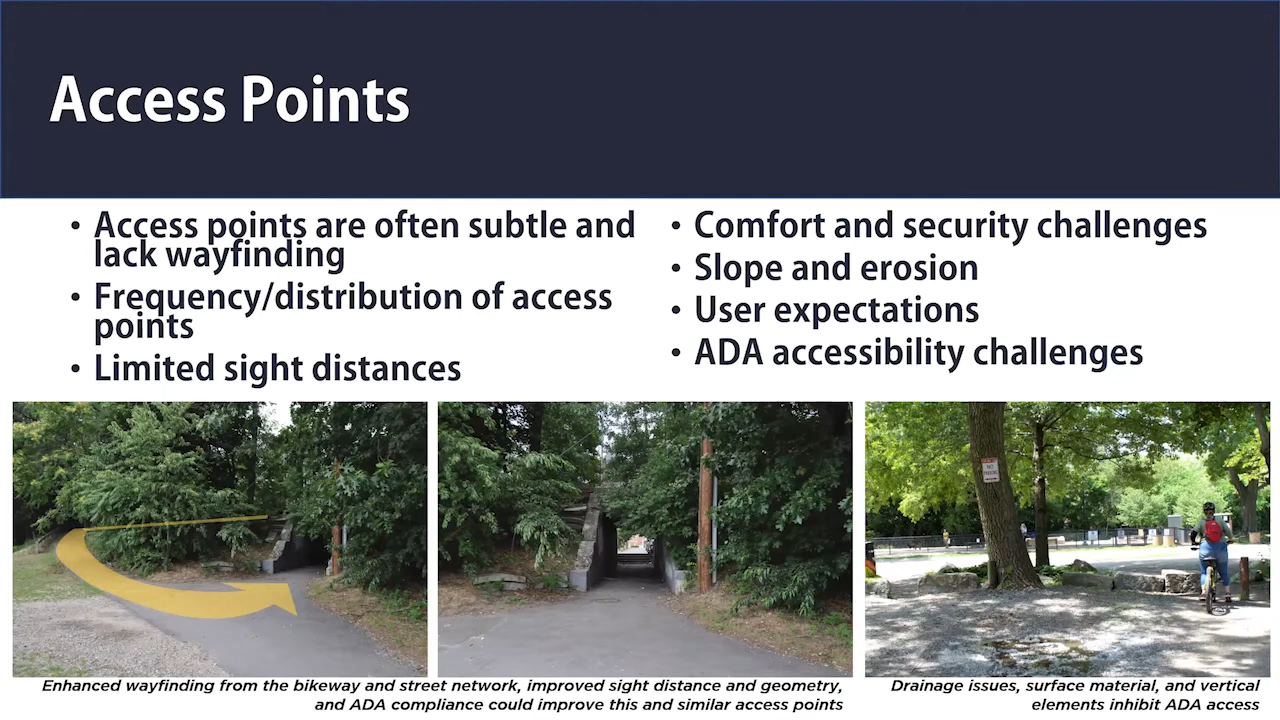 Access Points
• Access points are often subtle and
lack wayfinding
• Frequency/distribution of access
points
• Limited sight distances
• Comfort and security challenges
• Slope and erosion
• User expectations
• ADA accessibility challenges
NO
PARKING
Enhanced wayfinding from the bikeway and street network, improved sight distance and geometry,
and ADA compliance could improve this and similar access points
Drainage issues, surface material, and vertical
elements inhibit ADA access